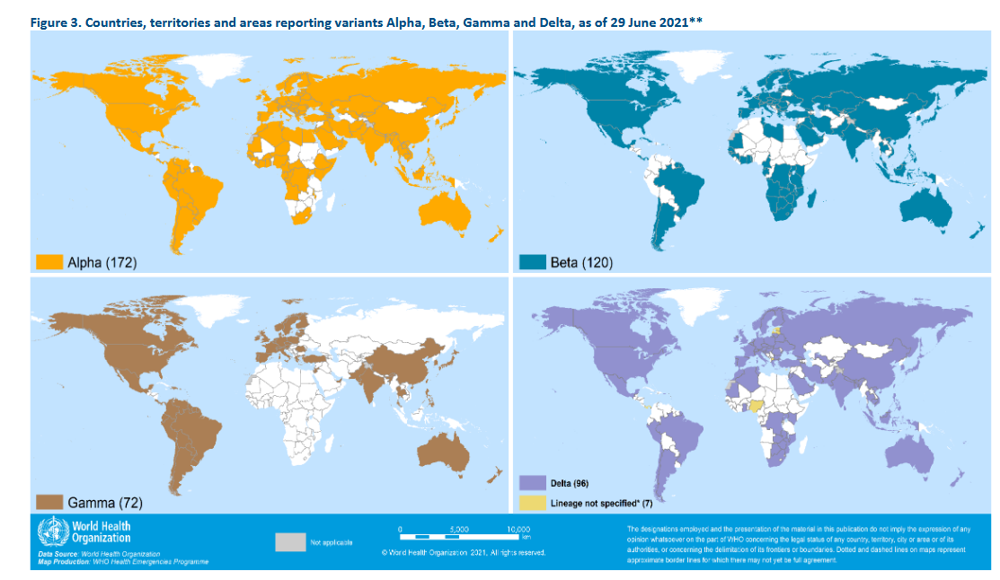 Figure 3. Countries, territories and areas reporting variants Alpha, Beta, Gamma and Delta, as of 29 June 2021**
Alpha (172)
Beta (120)
Gamma (72)
Delta (96)
Lineage not specified* (7)
World Health
Organization
Data Source: World Health Organization
Map Production: WHO Health Emergencies Programme
Not applicable
0 5,000 10,000
km
© World Health Organization 2021, All rights reserved.
The designations employed and the presentation of the material in this publication do not imply the expression of any
opinion whatsoever on the part of WHO concerning the legal status of any country, territory, city or area or of its
authorities, or concerning the delimitation of its frontiers or boundaries. Dotted and dashed lines on maps represent
approximate border lines for which there may not yet be full agreement.